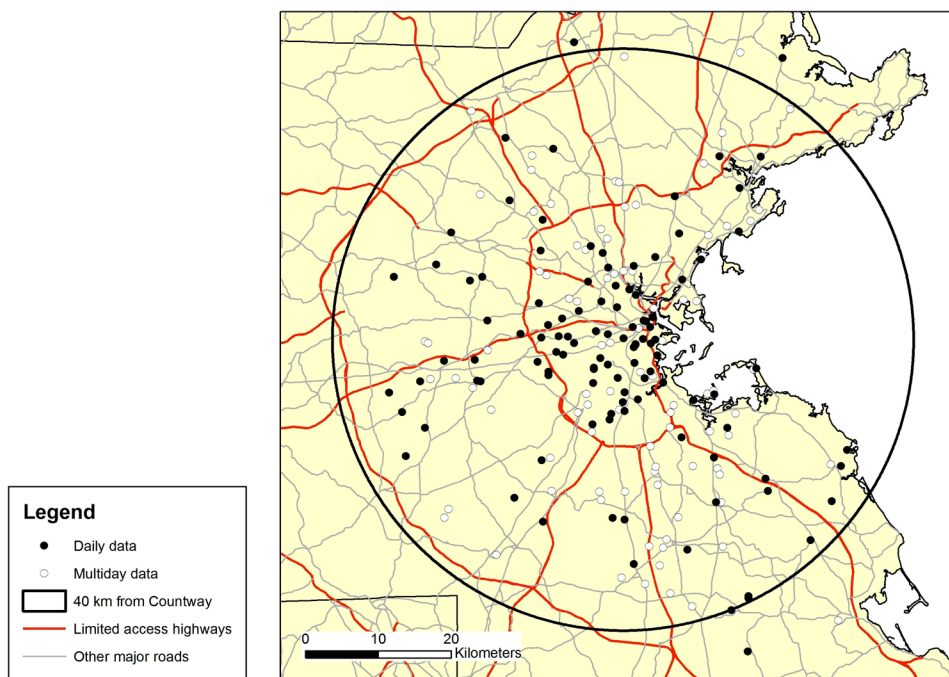 Legend
Daily data
Multiday data
40 km from Countway
Limited access highways
Other major roads
0 10 20
Kilometers